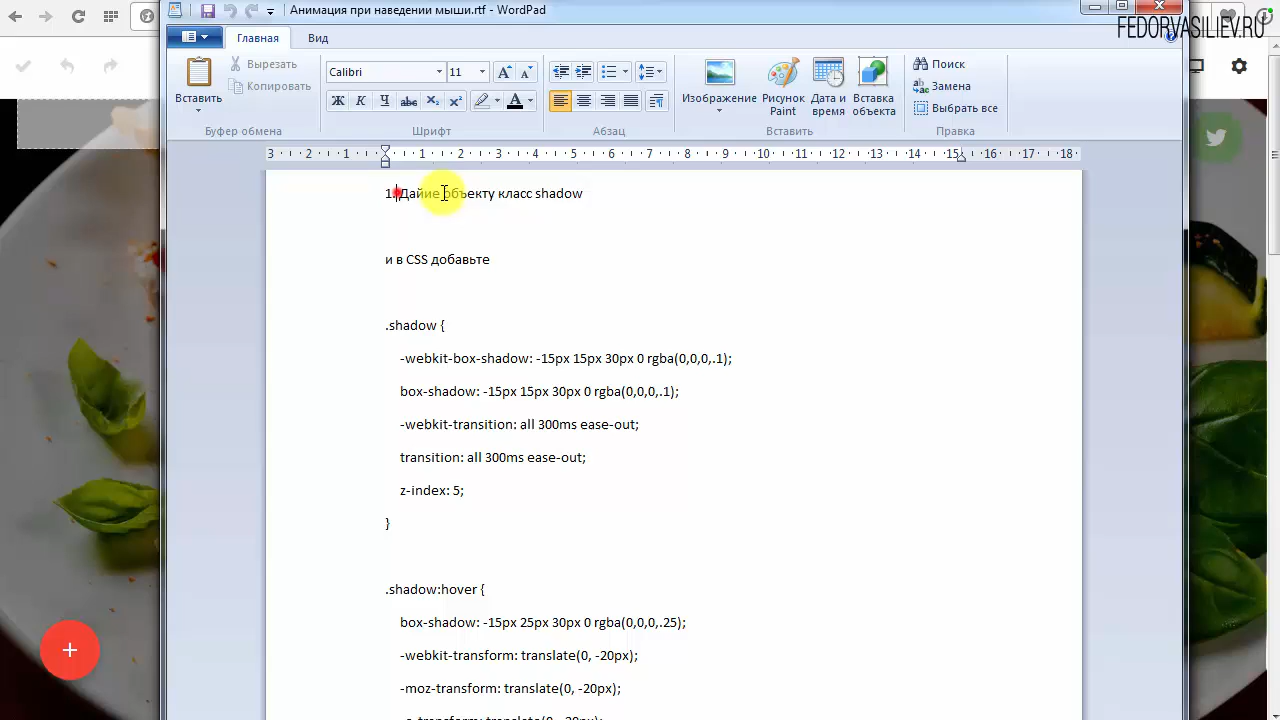 Анимация при наведении мыши.rtf - WordPad
FEDORVASILIEV.RU
Главная
Вид
Вставить
Вырезать
Копировать
Буфер обмена
Calibri
11
Шрифт
Абзац
Изображение
Рисунок Paint
Дата и время
Вставка объекта
Вставить
Поиск
Замена
Выбрать все
Правка
3 2 1 1 2 3 4 5 6 7 8 9 10 11 12 13 14 15 16 17 18
1. Дайие объекту класс shadow
и в CSS добавьте
.shadow {
-webkit-box-shadow: -15px 15px 30px 0 rgba(0,0,0,.1);
box-shadow: -15px 15px 30px 0 rgba(0,0,0,.1);
-webkit-transition: all 300ms ease-out;
transition: all 300ms ease-out;
z-index: 5;
}
.shadow:hover {
box-shadow: -15px 25px 30px 0 rgba(0,0,0,.25);
-webkit-transform: translate(0, -20px);
-moz-transform: translate(0, -20px);